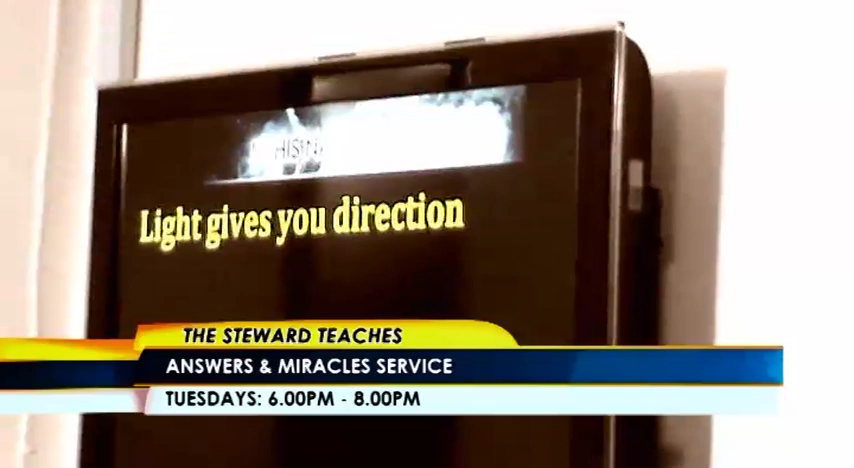 Light gives you direction
THE STEWARD TEACHES
ANSWERS & MIRACLES SERVICE
TUESDAYS: 6.00PM - 8.00PM